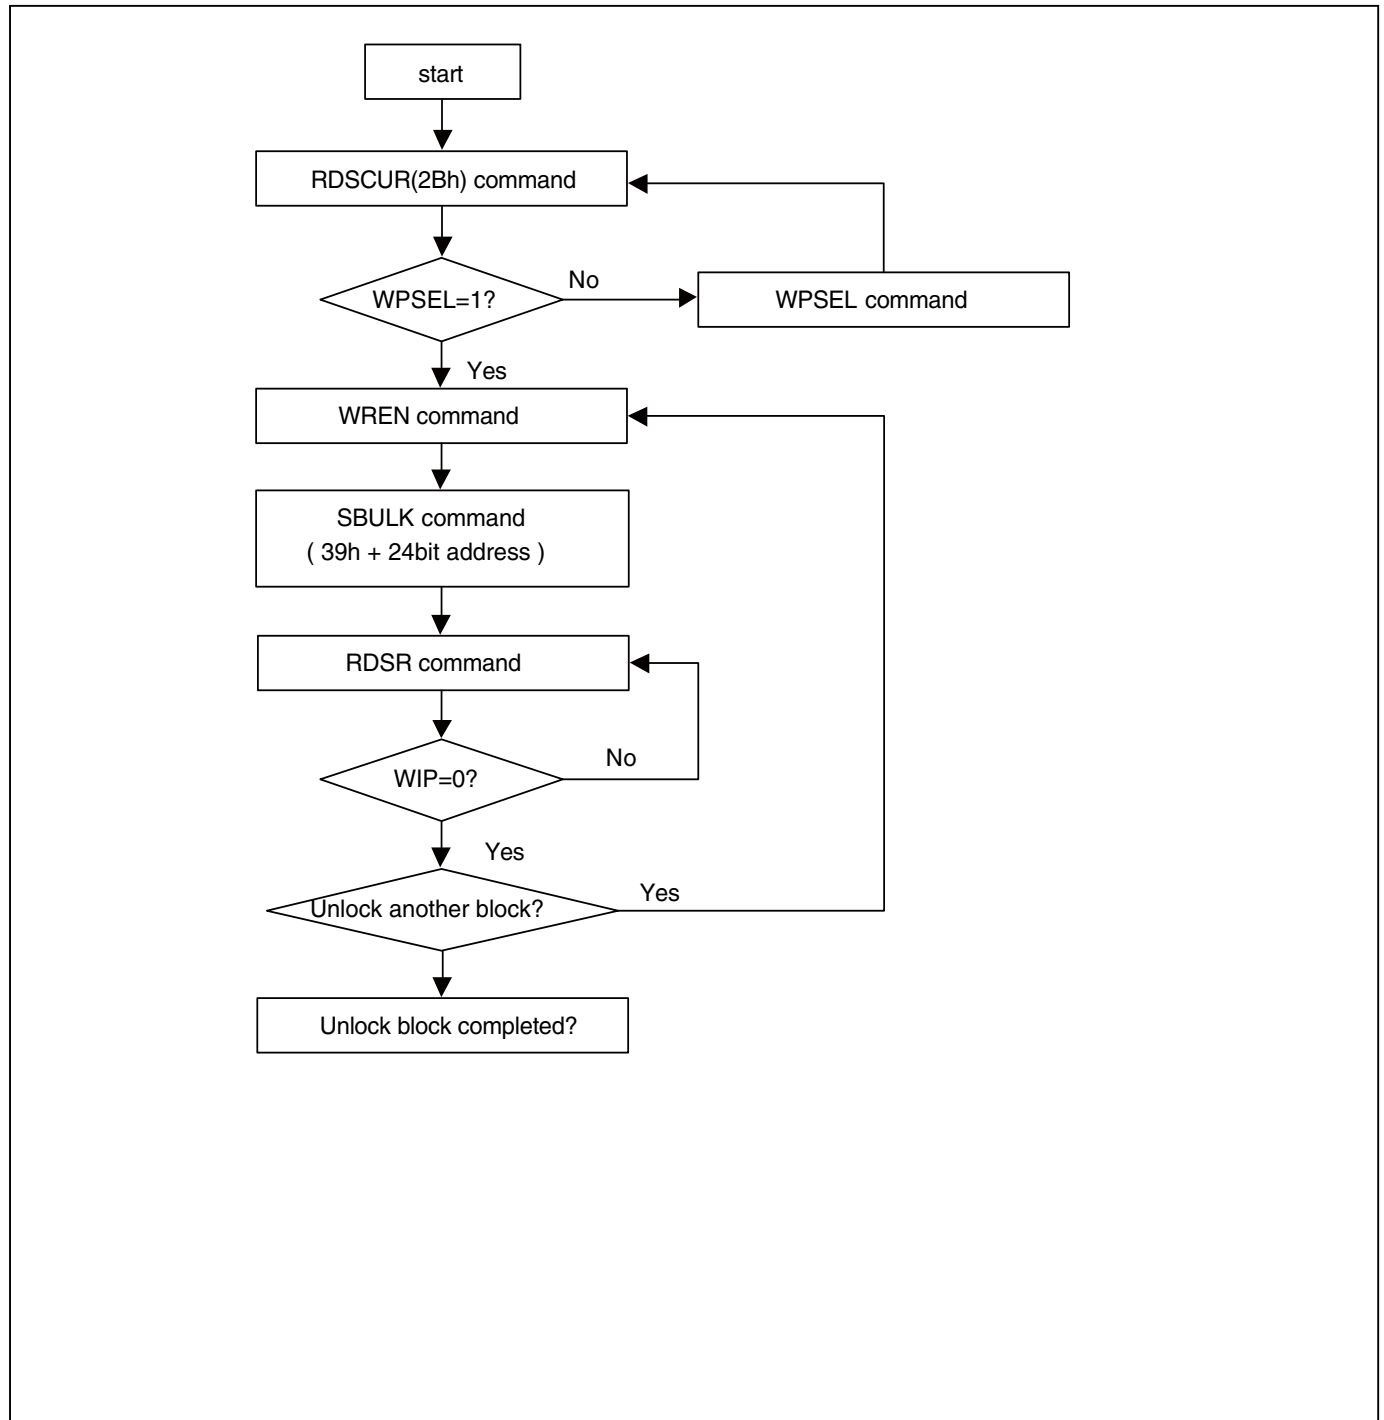 start
RDSCUR(2Bh) command
WPSEL=1?
No
WPSEL command
Yes
WREN command
SBULK command
( 39h + 24bit address )
RDSR command
WIP=0?
No
Yes
Unlock another block?
Yes
Unlock block completed?